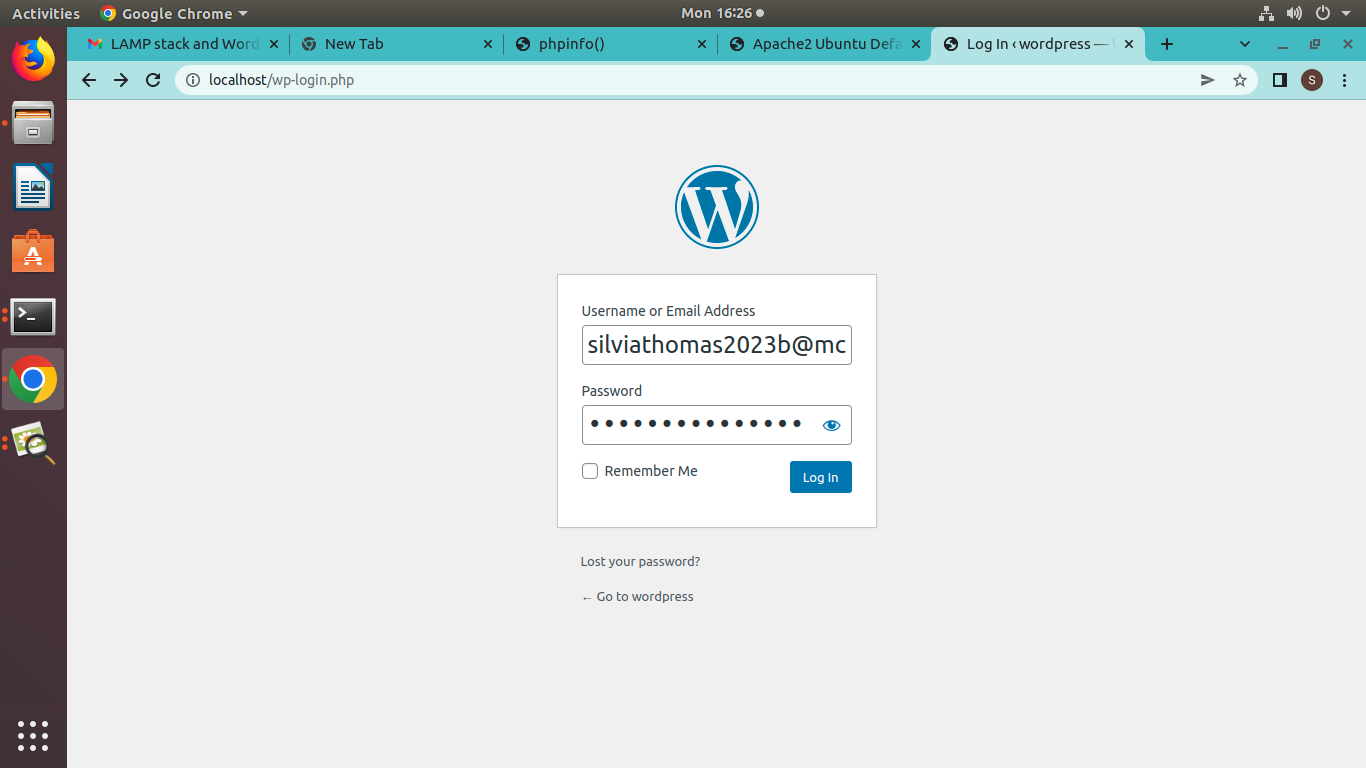 Activities
Google Chrome
Mon 16:26
LAMP stack and Word
New Tab
phpinfo()
Apache2 Ubuntu Defa
Log In ‹ wordpress —
localhost/wp-login.php
S
Username or Email Address
silviathomas2023b@mc
Password
Remember Me
Log In
Lost your password?
← Go to wordpress